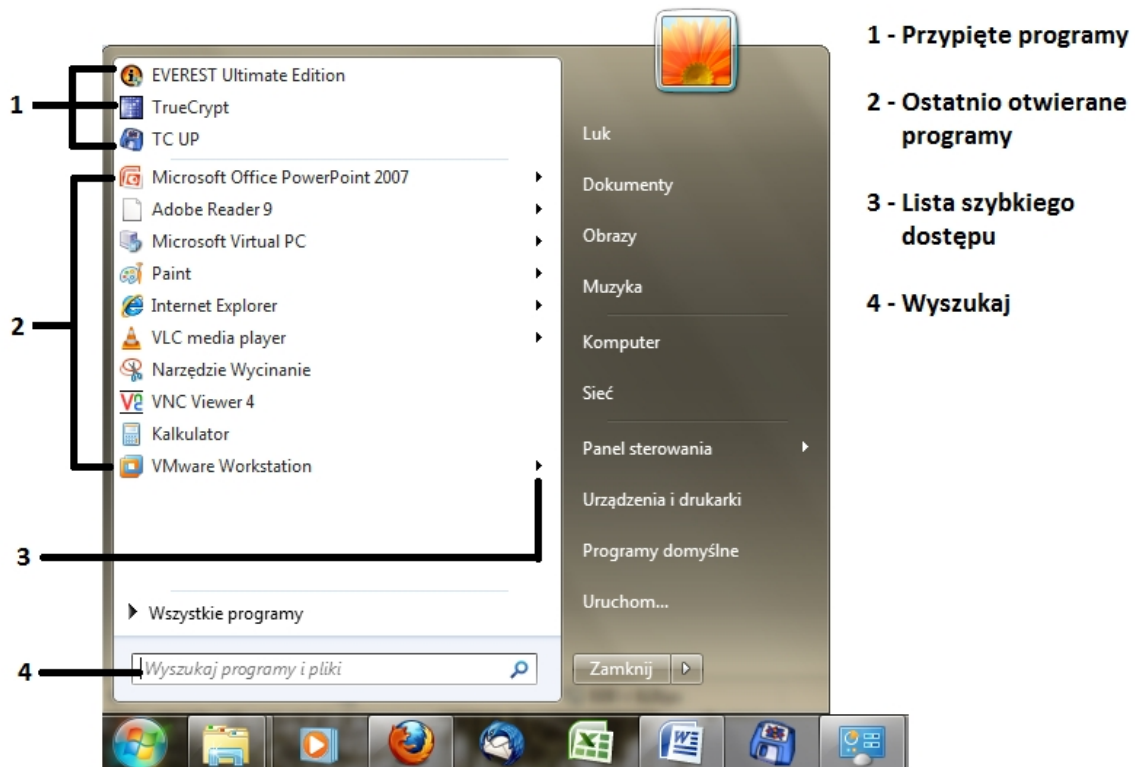 1 - Przypięte programy
2 - Ostatnio otwierane
programy
3 - Lista szybkiego
dostępu
4 - Wyszukaj
1
EVEREST Ultimate Edition
TrueCrypt
TC UP
2
Microsoft Office PowerPoint 2007
Adobe Reader 9
Microsoft Virtual PC
Paint
Internet Explorer
VLC media player
Narzędzie Wycinanie
VNC Viewer 4
Kalkulator
VMware Workstation
3
Wszystkie programy
4
Wyszukaj programy i pliki
Luk
Dokumenty
Obrazy
Muzyka
Komputer
Sieć
Panel sterowania
Urządzenia i drukarki
Programy domyślne
Uruchom...
Zamknij